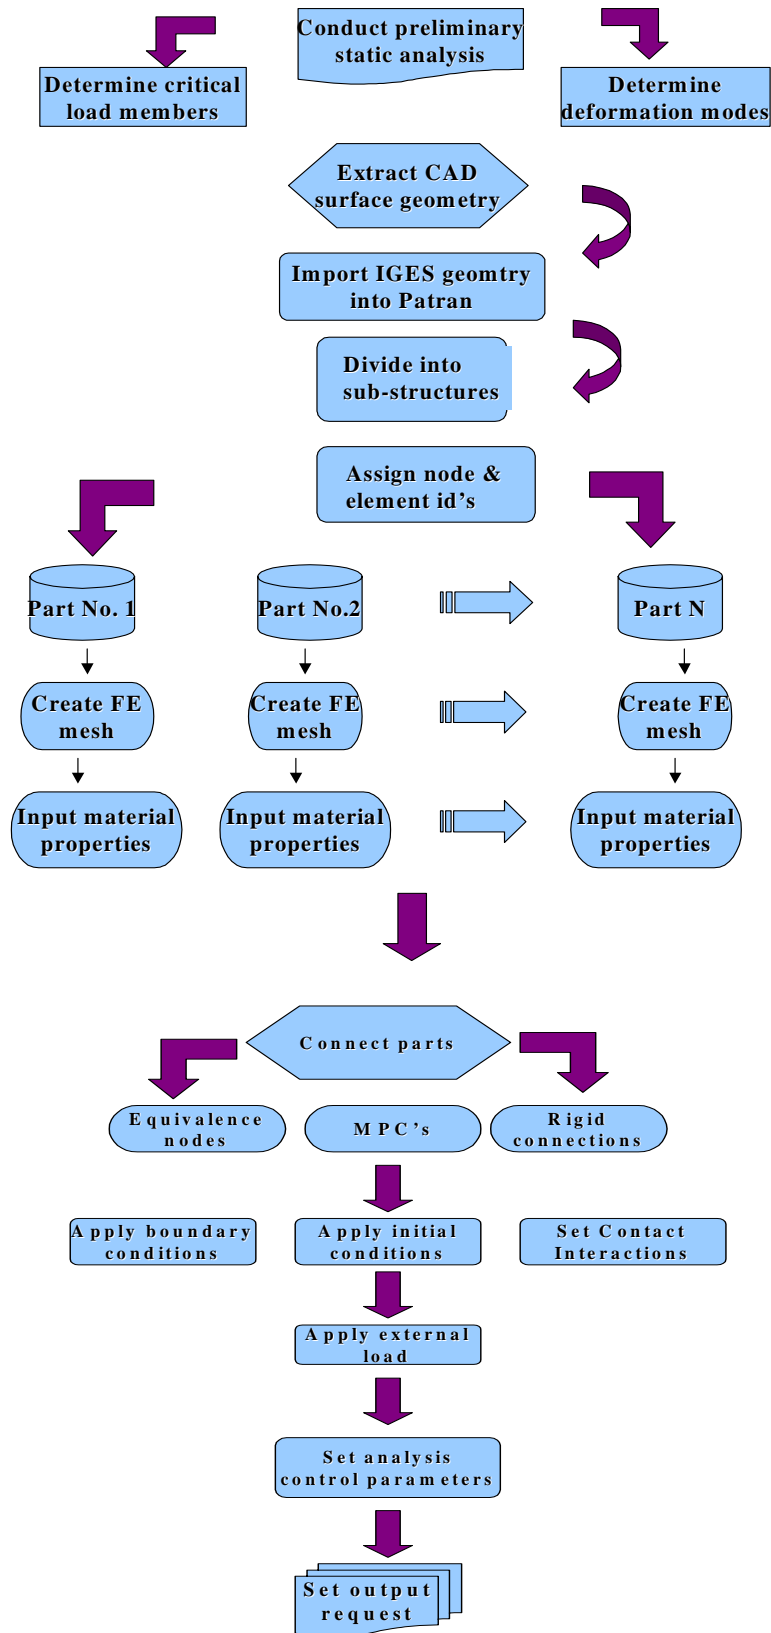 Conduct preliminary
static analysis
Determine critical
load members
Determine
deformation modes
Extract CAD
surface geometry
Import IGES geomtry
into Patran
Divide into
sub-structures
Assign node &
element id's
Part No. 1
Part No.2
Part N
Create FE
mesh
Create FE
mesh
Create FE
mesh
Input material
properties
Input material
properties
Input material
properties
Connect parts
Equivalence
nodes
MPC's
Rigid
connections
Apply boundary
conditions
Apply initial
conditions
Set Contact
Interactions
Apply external
load
Set analysis
control parameters
Set output
request